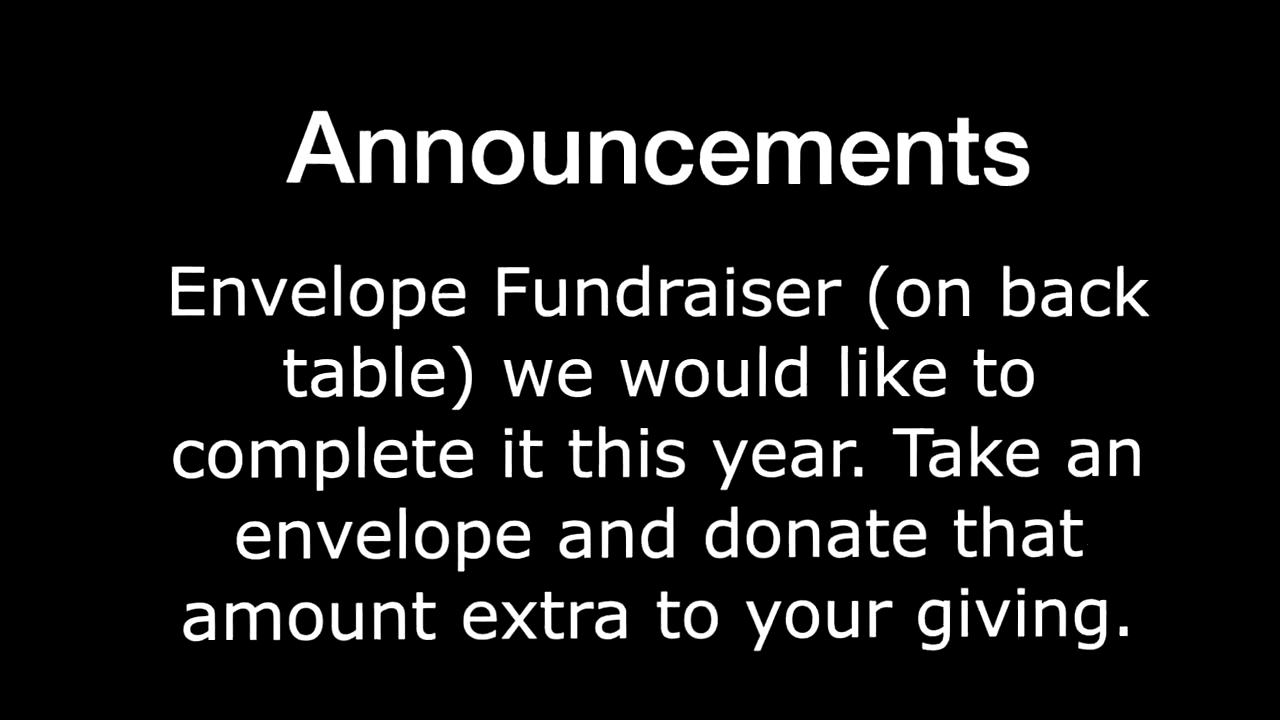 Announcements
Envelope Fundraiser (on back
table) we would like to
complete it this year. Take an
envelope and donate that
amount extra to your giving.